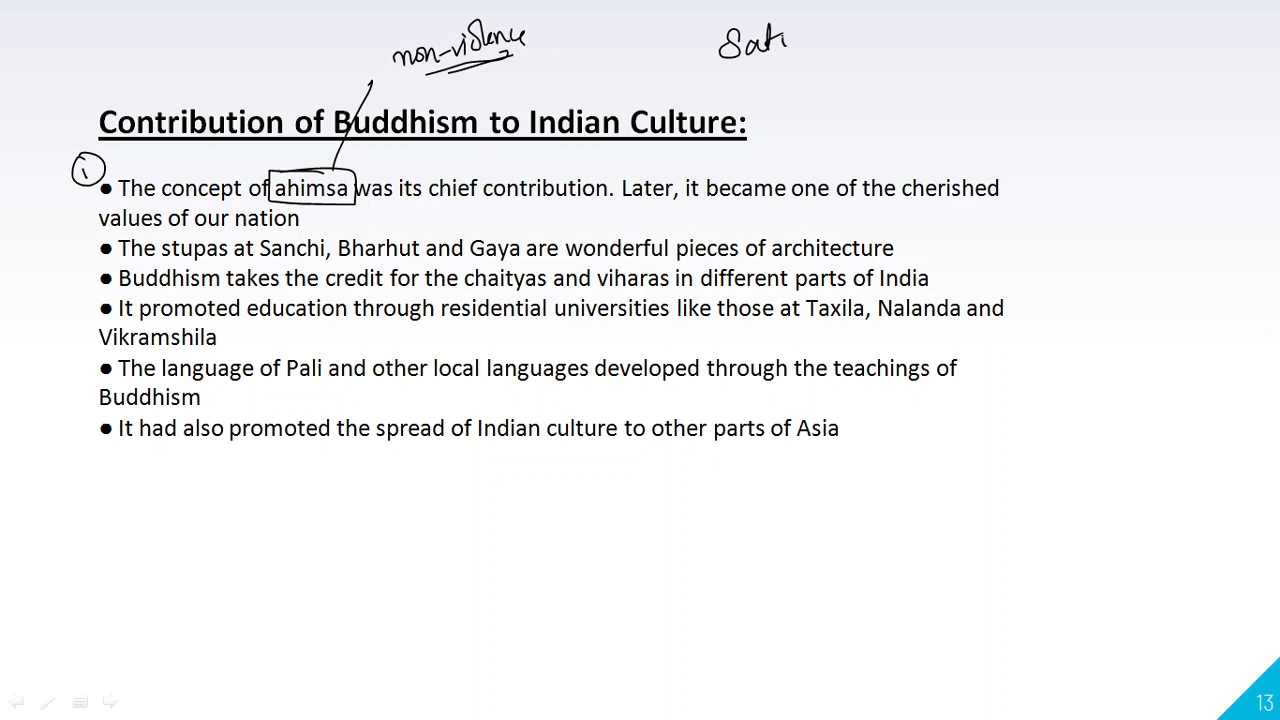 non-violence
Sati
Contribution of Buddhism to Indian Culture:
i
● The concept of ahimsa was its chief contribution. Later, it became one of the cherished
values of our nation
● The stupas at Sanchi, Bharhut and Gaya are wonderful pieces of architecture
● Buddhism takes the credit for the chaityas and viharas in different parts of India
● It promoted education through residential universities like those at Taxila, Nalanda and
Vikramshila
● The language of Pali and other local languages developed through the teachings of
Buddhism
● It had also promoted the spread of Indian culture to other parts of Asia
13